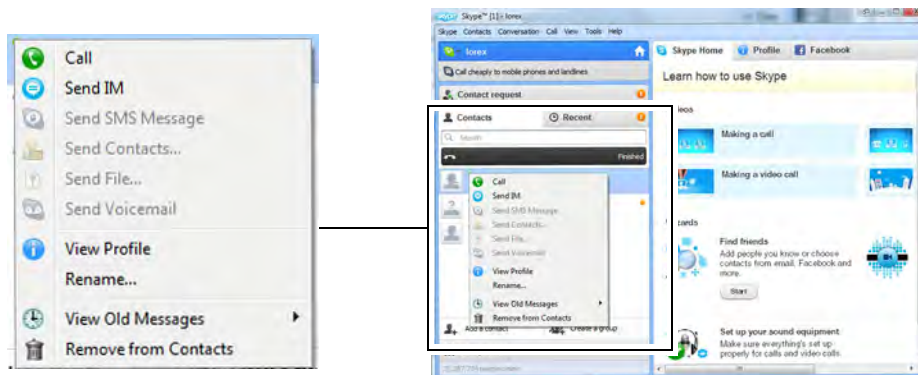 Call
Send IM
Send SMS Message
Send Contacts...
Send File...
Send Voicemail
View Profile
Rename...
View Old Messages
Remove from Contacts
Skype™ [1] - lorex
Skype Contacts Conversation Call View Tools Help
lorex
Call cheaply to mobile phones and landlines
Contact request
Contacts
Recent
Search
Finished
Call
Send IM
Send SMS Message
Send Contacts...
Send File...
Send Voicemail
View Profile
Rename...
View Old Messages
Remove from Contacts
Add a contact
Create a group
Skype Home
Profile
Facebook
Learn how to use Skype
Making a call
Making a video call
Find friends
Add people you know or choose
contacts from email, Facebook and
more.
Start
Set up your sound equipment
Make sure everything's set up
properly for calls and video calls.